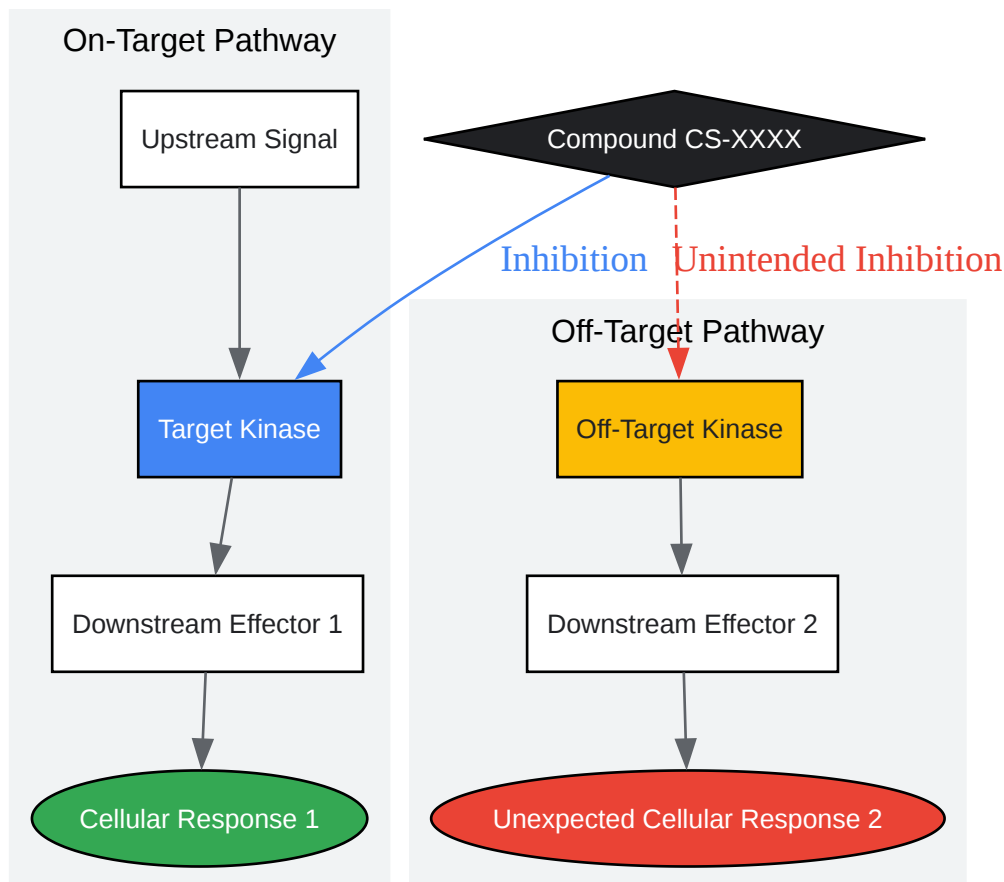 On-Target Pathway
Upstream Signal
Compound CS-XXXX
Inhibition
Unintended Inhibition
Off-Target Pathway
Target Kinase
Off-Target Kinase
Downstream Effector 1
Downstream Effector 2
Cellular Response 1
Unexpected Cellular Response 2